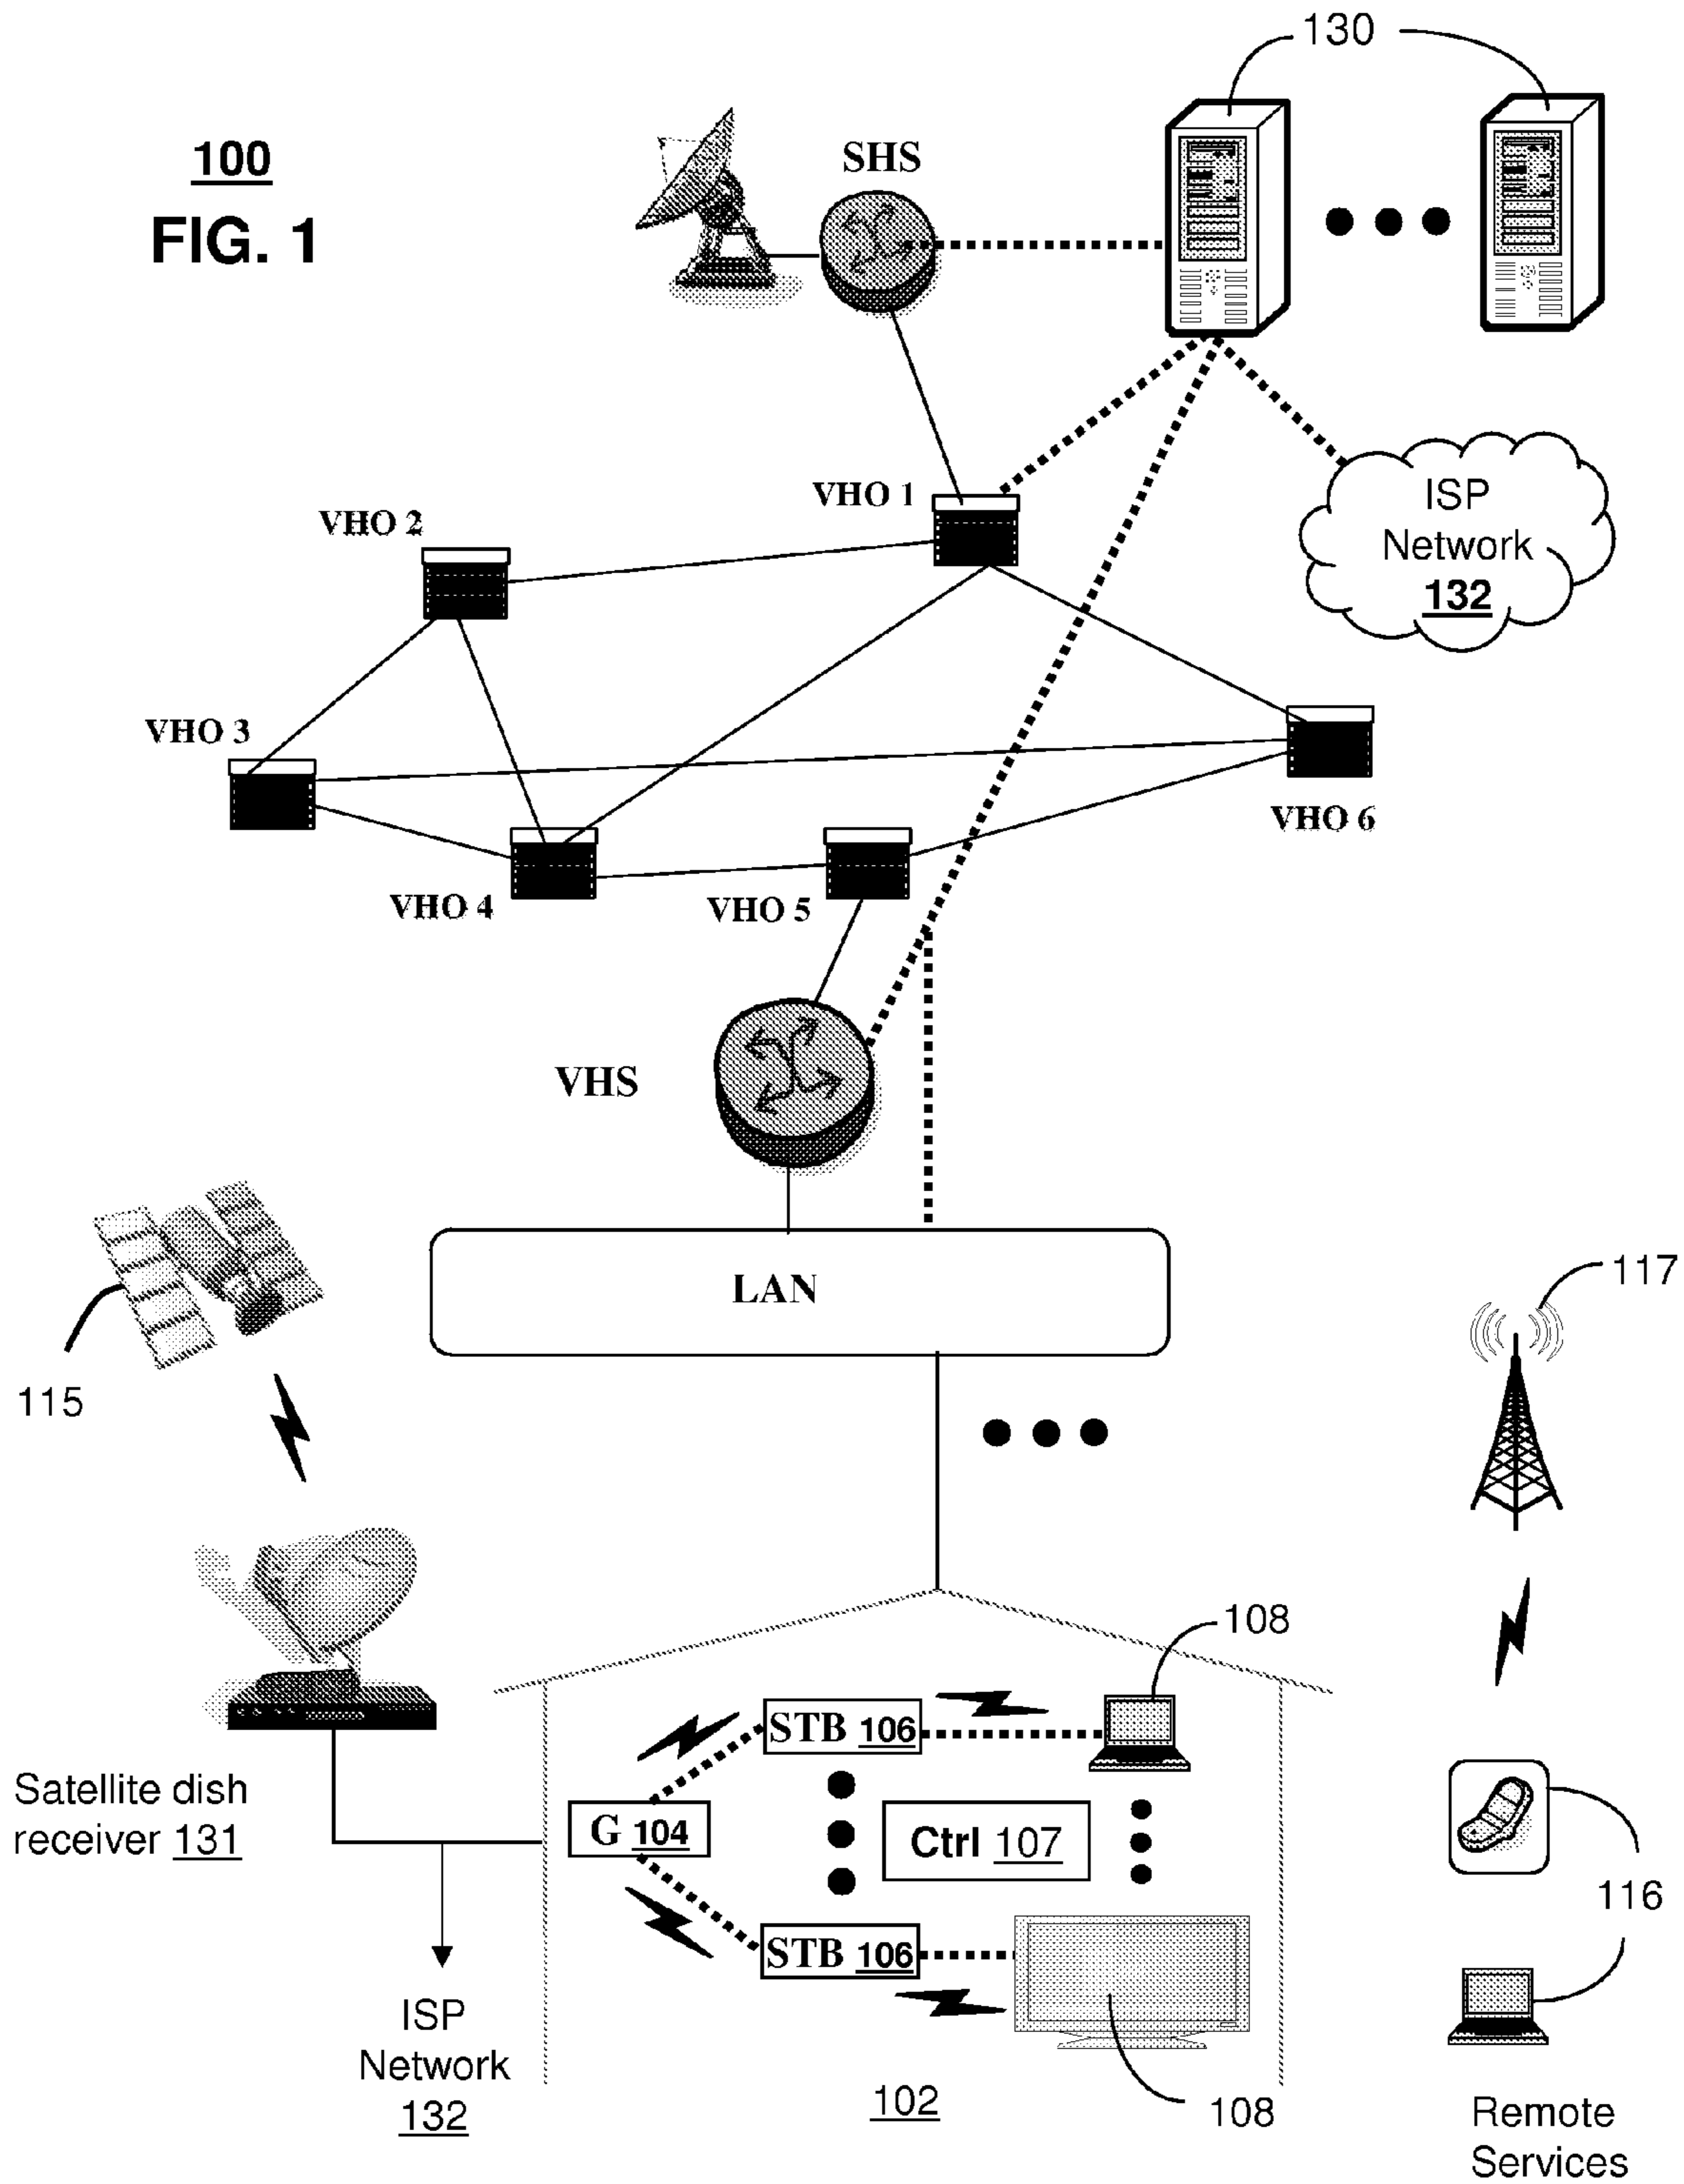 130
100
FIG. 1
SHS
ISP
Network
132
VHO 1
VHO 2
VHO 3
VHO 6
VHO 4
VHO 5
VHS
LAN
117
115
108
STB 106
Satellite dish
receiver 131
G 104
Ctrl 107
116
STB 106
ISP
Network
132
102
108
Remote
Services